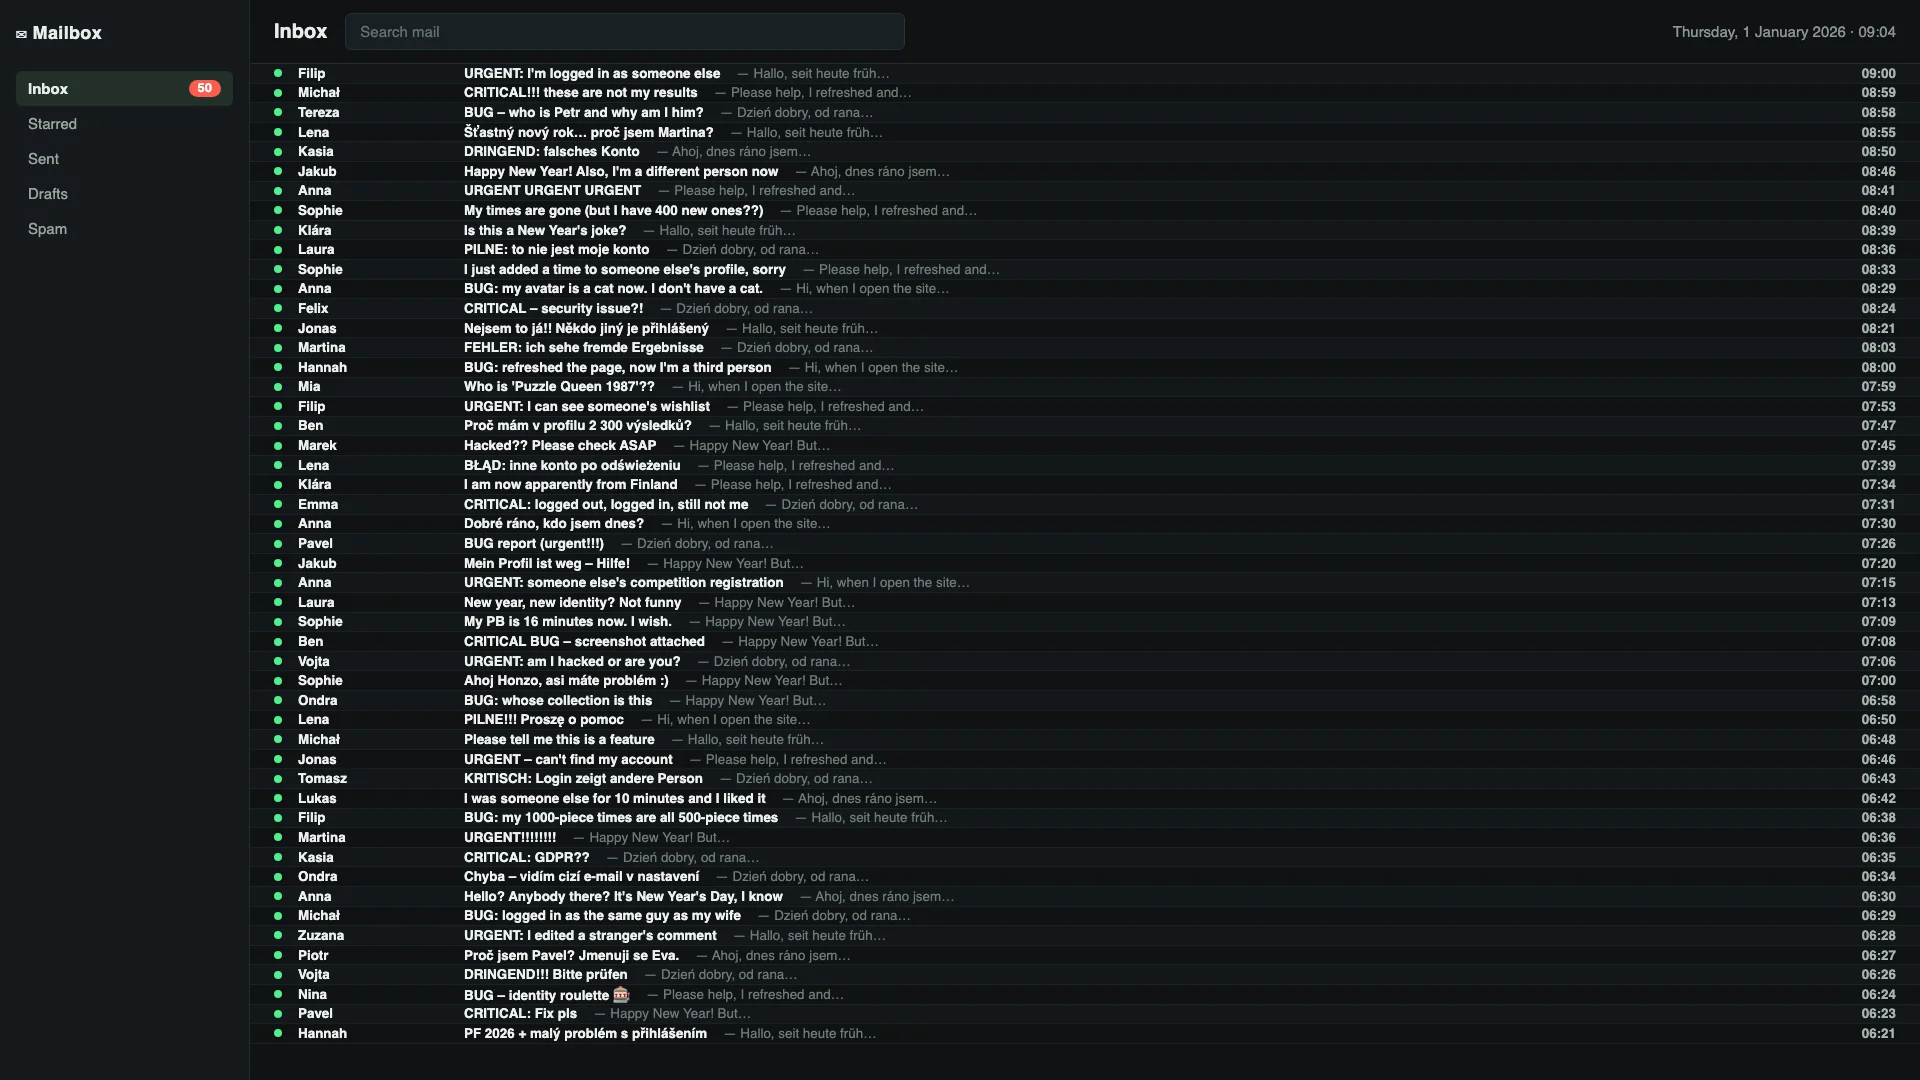 ✉ Mailbox
Inbox 50
Starred
Sent
Drafts
Spam
Inbox Search mail Thursday, 1 January 2026 · 09:04
Filip URGENT: I'm logged in as someone else — Hallo, seit heute früh… 09:00
Michał CRITICAL!!! these are not my results — Please help, I refreshed and… 08:59
Tereza BUG – who is Petr and why am I him? — Dzień dobry, od rana… 08:58
Lena Šťastný nový rok… proč jsem Martina? — Hallo, seit heute früh… 08:55
Kasia DRINGEND: falsches Konto — Ahoj, dnes ráno jsem… 08:50
Jakub Happy New Year! Also, I'm a different person now — Ahoj, dnes ráno jsem… 08:46
Anna URGENT URGENT URGENT — Please help, I refreshed and… 08:41
Sophie My times are gone (but I have 400 new ones??) — Please help, I refreshed and… 08:40
Klára Is this a New Year's joke? — Hallo, seit heute früh… 08:39
Laura PILNE: to nie jest moje konto — Dzień dobry, od rana… 08:36
Sophie I just added a time to someone else's profile, sorry — Please help, I refreshed and… 08:33
Anna BUG: my avatar is a cat now. I don't have a cat. — Hi, when I open the site… 08:29
Felix CRITICAL – security issue?! — Dzień dobry, od rana… 08:24
Jonas Nejsem to já!! Někdo jiný je přihlášený — Hallo, seit heute früh… 08:21
Martina FEHLER: ich sehe fremde Ergebnisse — Dzień dobry, od rana… 08:03
Hannah BUG: refreshed the page, now I'm a third person — Hi, when I open the site… 08:00
Mia Who is 'Puzzle Queen 1987'?? — Hi, when I open the site… 07:59
Filip URGENT: I can see someone's wishlist — Please help, I refreshed and… 07:53
Ben Proč mám v profilu 2 300 výsledků? — Hallo, seit heute früh… 07:47
Marek Hacked?? Please check ASAP — Happy New Year! But… 07:45
Lena BŁĄD: inne konto po odświeżeniu — Please help, I refreshed and… 07:39
Klára I am now apparently from Finland — Please help, I refreshed and… 07:34
Emma CRITICAL: logged out, logged in, still not me — Dzień dobry, od rana… 07:31
Anna Dobré ráno, kdo jsem dnes? — Hi, when I open the site… 07:30
Pavel BUG report (urgent!!!) — Dzień dobry, od rana… 07:26
Jakub Mein Profil ist weg – Hilfe! — Happy New Year! But… 07:20
Anna URGENT: someone else's competition registration — Hi, when I open the site… 07:15
Laura New year, new identity? Not funny — Happy New Year! But… 07:13
Sophie My PB is 16 minutes now. I wish. — Happy New Year! But… 07:09
Ben CRITICAL BUG – screenshot attached — Happy New Year! But… 07:08
Vojta URGENT: am I hacked or are you? — Dzień dobry, od rana… 07:06
Sophie Ahoj Honzo, asi máte problém :) — Happy New Year! But… 07:00
Ondra BUG: whose collection is this — Happy New Year! But… 06:58
Lena PILNE!!! Proszę o pomoc — Hi, when I open the site… 06:50
Michał Please tell me this is a feature — Hallo, seit heute früh… 06:48
Jonas URGENT – can't find my account — Please help, I refreshed and… 06:46
Tomasz KRITISCH: Login zeigt andere Person — Dzień dobry, od rana… 06:43
Lukas I was someone else for 10 minutes and I liked it — Ahoj, dnes ráno jsem… 06:42
Filip BUG: my 1000-piece times are all 500-piece times — Hallo, seit heute früh… 06:38
Martina URGENT!!!!!!!! — Happy New Year! But… 06:36
Kasia CRITICAL: GDPR?? — Dzień dobry, od rana… 06:35
Ondra Chyba – vidím cizí e-mail v nastavení — Dzień dobry, od rana… 06:34
Anna Hello? Anybody there? It's New Year's Day, I know — Ahoj, dnes ráno jsem… 06:30
Michał BUG: logged in as the same guy as my wife — Dzień dobry, od rana… 06:29
Zuzana URGENT: I edited a stranger's comment — Hallo, seit heute früh… 06:28
Piotr Proč jsem Pavel? Jmenuji se Eva. — Ahoj, dnes ráno jsem… 06:27
Vojta DRINGEND!!! Bitte prüfen — Dzień dobry, od rana… 06:26
Nina BUG – identity roulette 🎰 — Please help, I refreshed and… 06:24
Pavel CRITICAL: Fix pls — Happy New Year! But… 06:23
Hannah PF 2026 + malý problém s přihlášením — Hallo, seit heute früh… 06:21